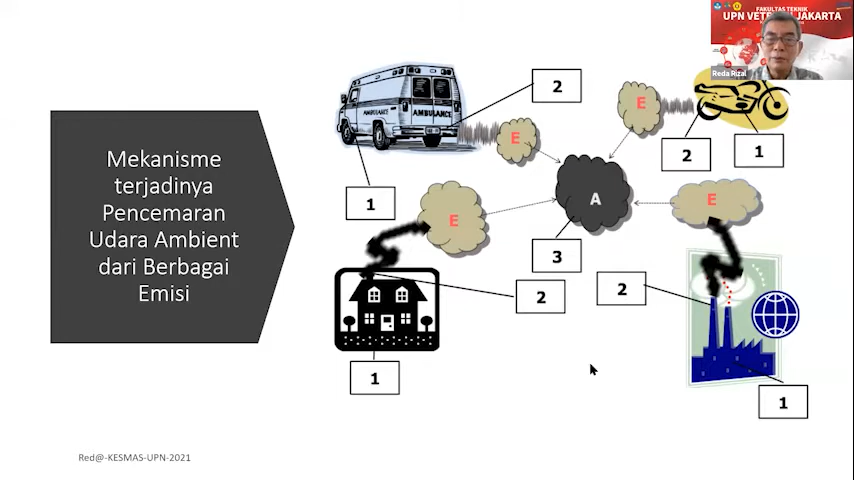 FAKULTAS TEKNIK
UPN VETERAN JAKARTA
Reda Rizal
Mekanisme
terjadinya
Pencemaran
Udara Ambient
dari Berbagai
Emisi
AMBULANCE
AMBULANCE
2
E
1
E
2
1
E
A
E
3
2
2
1
1
Red@-KESMAS-UPN-2021